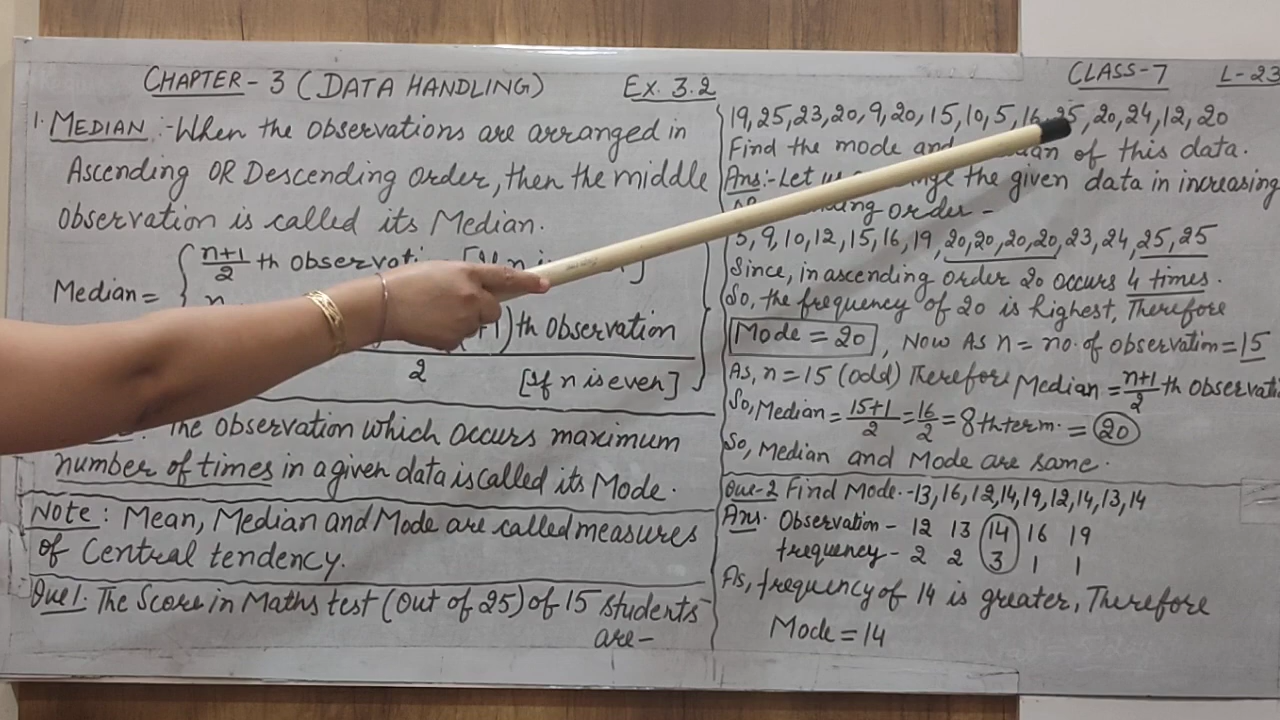 CHAPTER - 3 (DATA HANDLING) Ex. 3.2
1. MEDIAN :- When the observations are arranged in
Ascending OR Descending order, then the middle
observation is called its Median.
Median = n+1/2 th observati
n
+1) th observation
2 [If n is even]
The observation which occurs maximum
number of times in a given data is called its Mode.
Note : Mean, Median and Mode are called measures
of Central tendency.
Que 1. The Score in Maths test (out of 25) of 15 students
are -
CLASS-7 L-23
19, 25, 23, 20, 9, 20, 15, 10, 5, 16, 25, 20, 24, 12, 20
Find the mode and of this data.
Ans:- Let us the given data in increasing
order -
5, 9, 10, 12, 15, 16, 19, 20, 20, 20, 20, 23, 24, 25, 25
Since, in ascending order 20 occurs 4 times.
So, the frequency of 20 is highest, Therefore
Mode = 20 , Now As n = no. of observation = 15
As, n = 15 (odd) Therefore Median = n+1/2 th observati
So, Median = 15+1/2 = 16/2 = 8th term. = 20
So, Median and Mode are same.
Que-2 Find Mode. - 13, 16, 12, 14, 19, 12, 14, 13, 14
Ans. Observation - 12 13 14 16 19
frequency - 2 2 3 1 1
As, frequency of 14 is greater, Therefore
Mode = 14